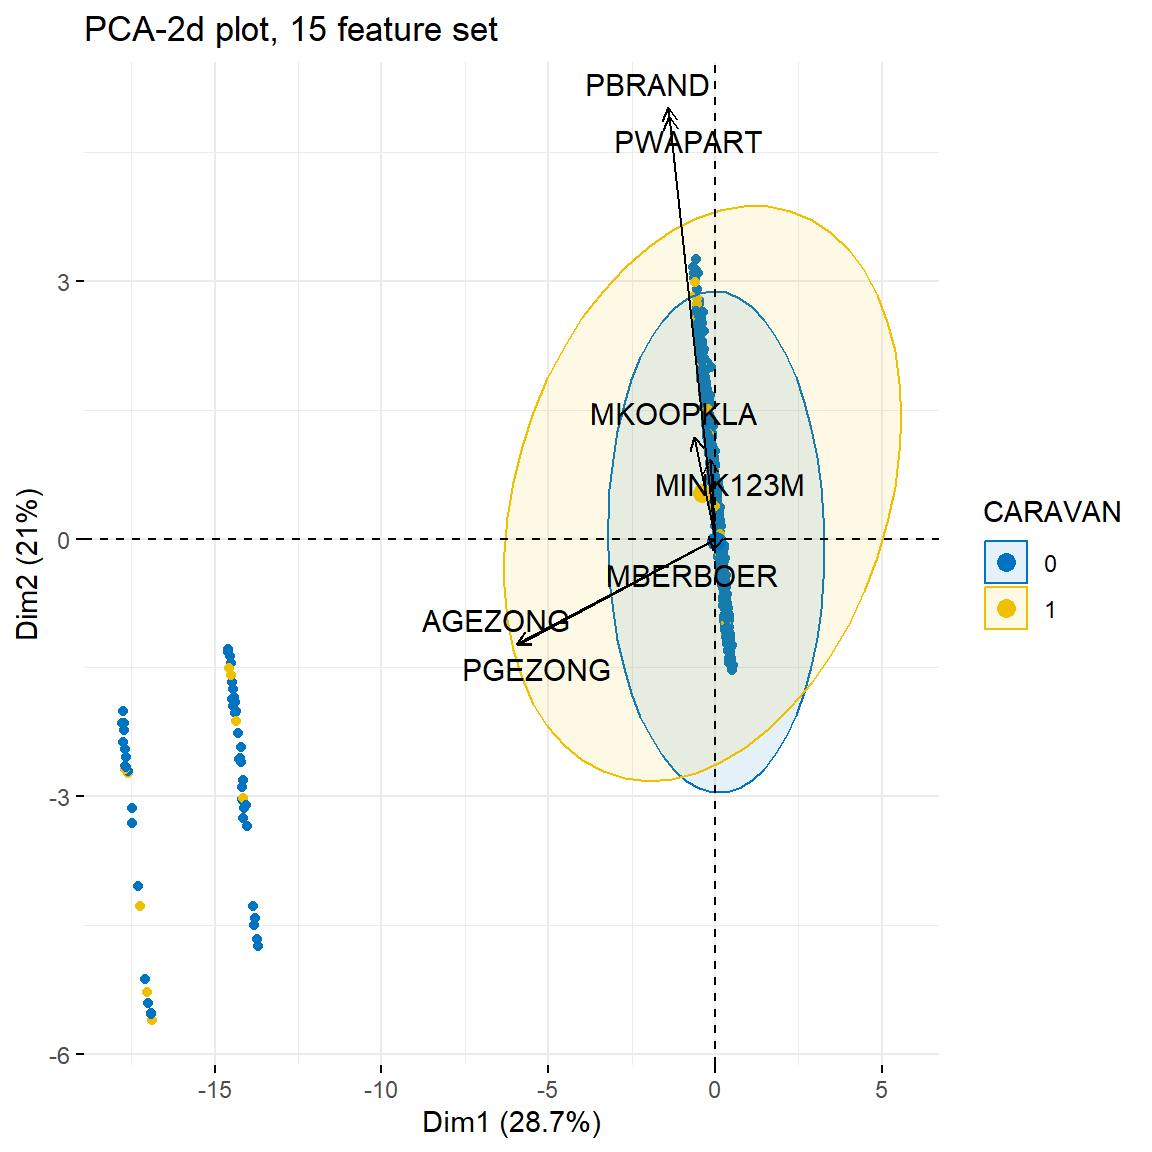 PCA-2d plot, 15 feature set
PBRAND
PWAPART
MKOOPKLA
MINK123M
MBERBOER
AGEZONG
PGEZONG
3
0
-3
-6
Dim2 (21%)
-15
-10
-5
0
5
Dim1 (28.7%)
CARAVAN
0
1